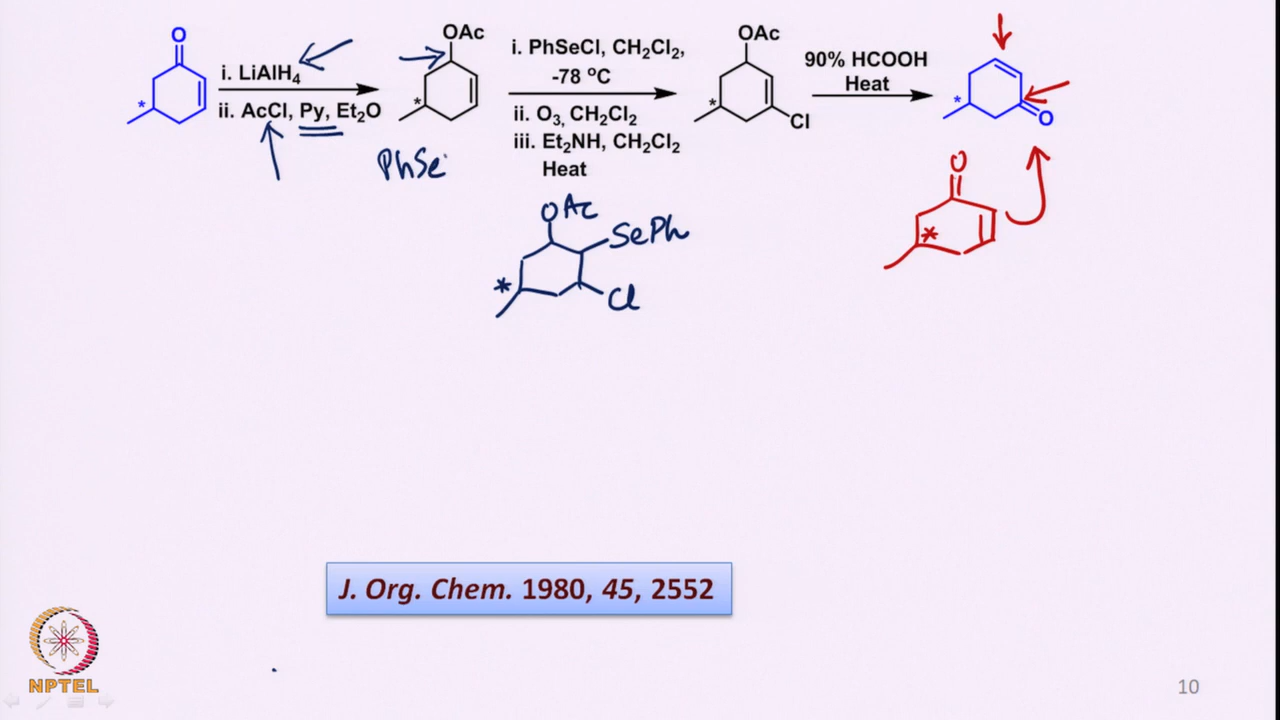 O
i. LiAlH4
ii. AcCl, Py, Et2O
*
OAc
*
i. PhSeCl, CH2Cl2,
-78 °C
ii. O3, CH2Cl2
iii. Et2NH, CH2Cl2
Heat
OAc
*
Cl
90% HCOOH
Heat
*
O
PhSe
OAc
SePh
*
Cl
O
*
J. Org. Chem. 1980, 45, 2552
NPTEL
10